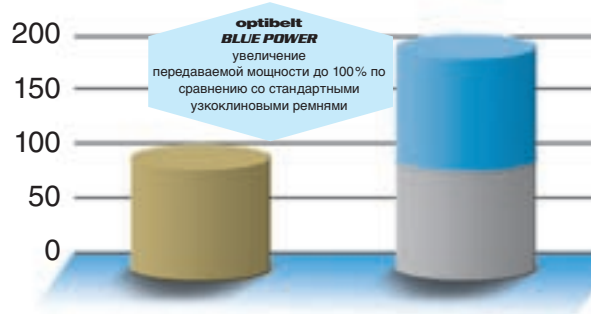 200
150
100
50
0
optibelt
BLUE POWER
увеличение
передаваемой мощности до 100% по
сравнению со стандартными
узкоклиновыми ремнями